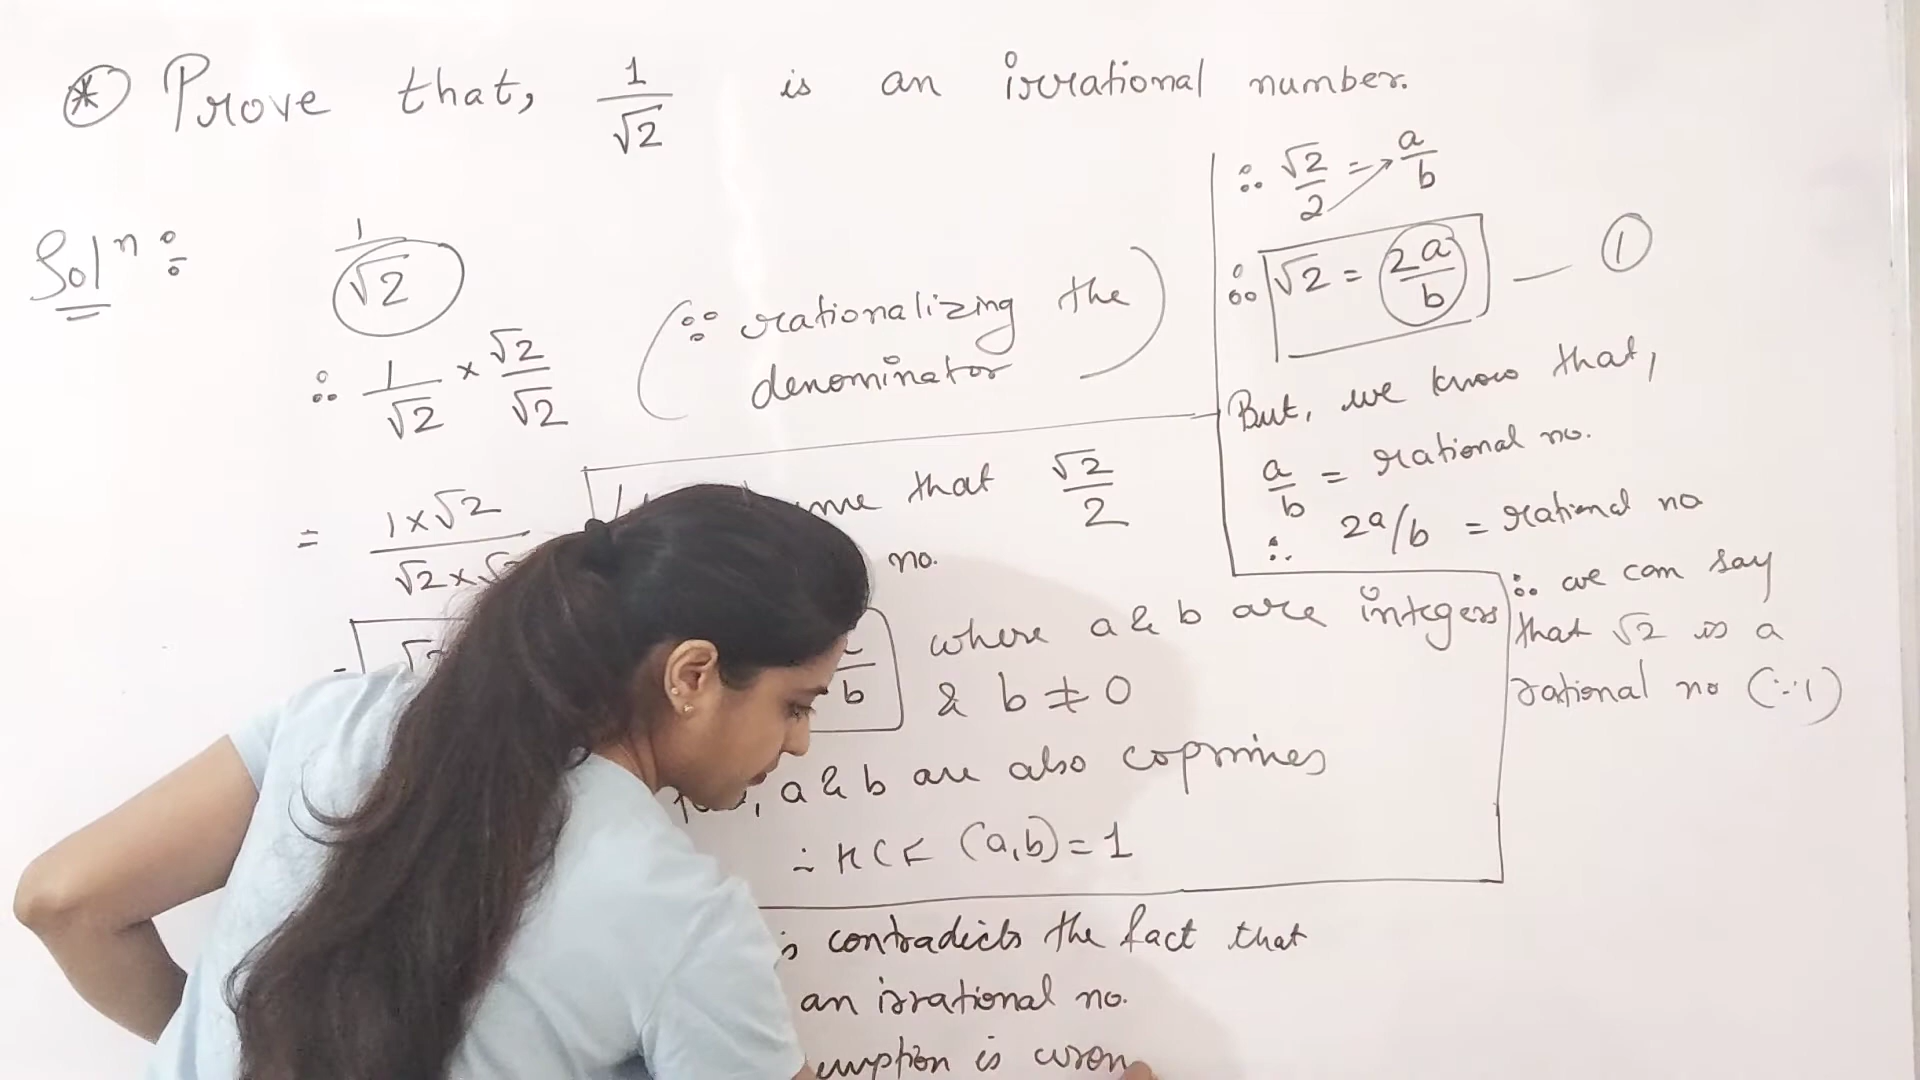 * Prove that, 1/√2 is an irrational number.
Solⁿ :
1/√2
∴ 1/√2 × √2/√2 (∵ rationalizing the
denominator)
= 1×√2
√2×
that √2/2
no.
b where a & b are integers
& b ≠ 0
a & b are also coprimes
∴ HCF (a,b) = 1
contradicts the fact that
an irrational no.
is
∴ √2/2 = a/b
∴ √2 = 2a/b — ①
But, we know that,
a/b = rational no.
∴ 2a/b = rational no
∴ we can say
that √2 is a
rational no (∵ 1)